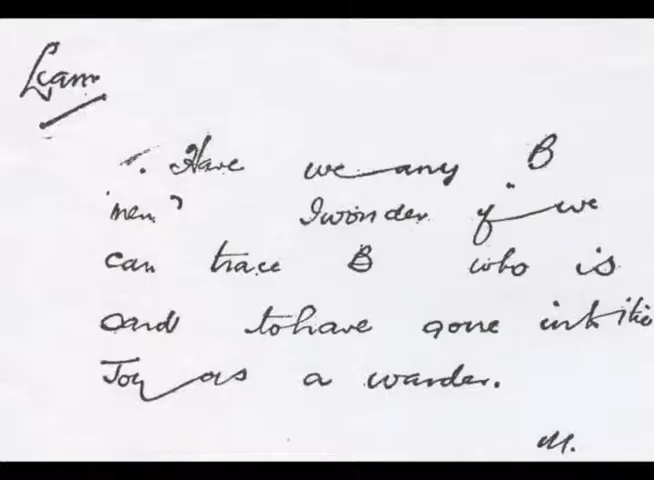 Liam
1. Have we any B
men? I wonder if we
can trace B who is
said to have gone into the
Joy as a warder.
M.